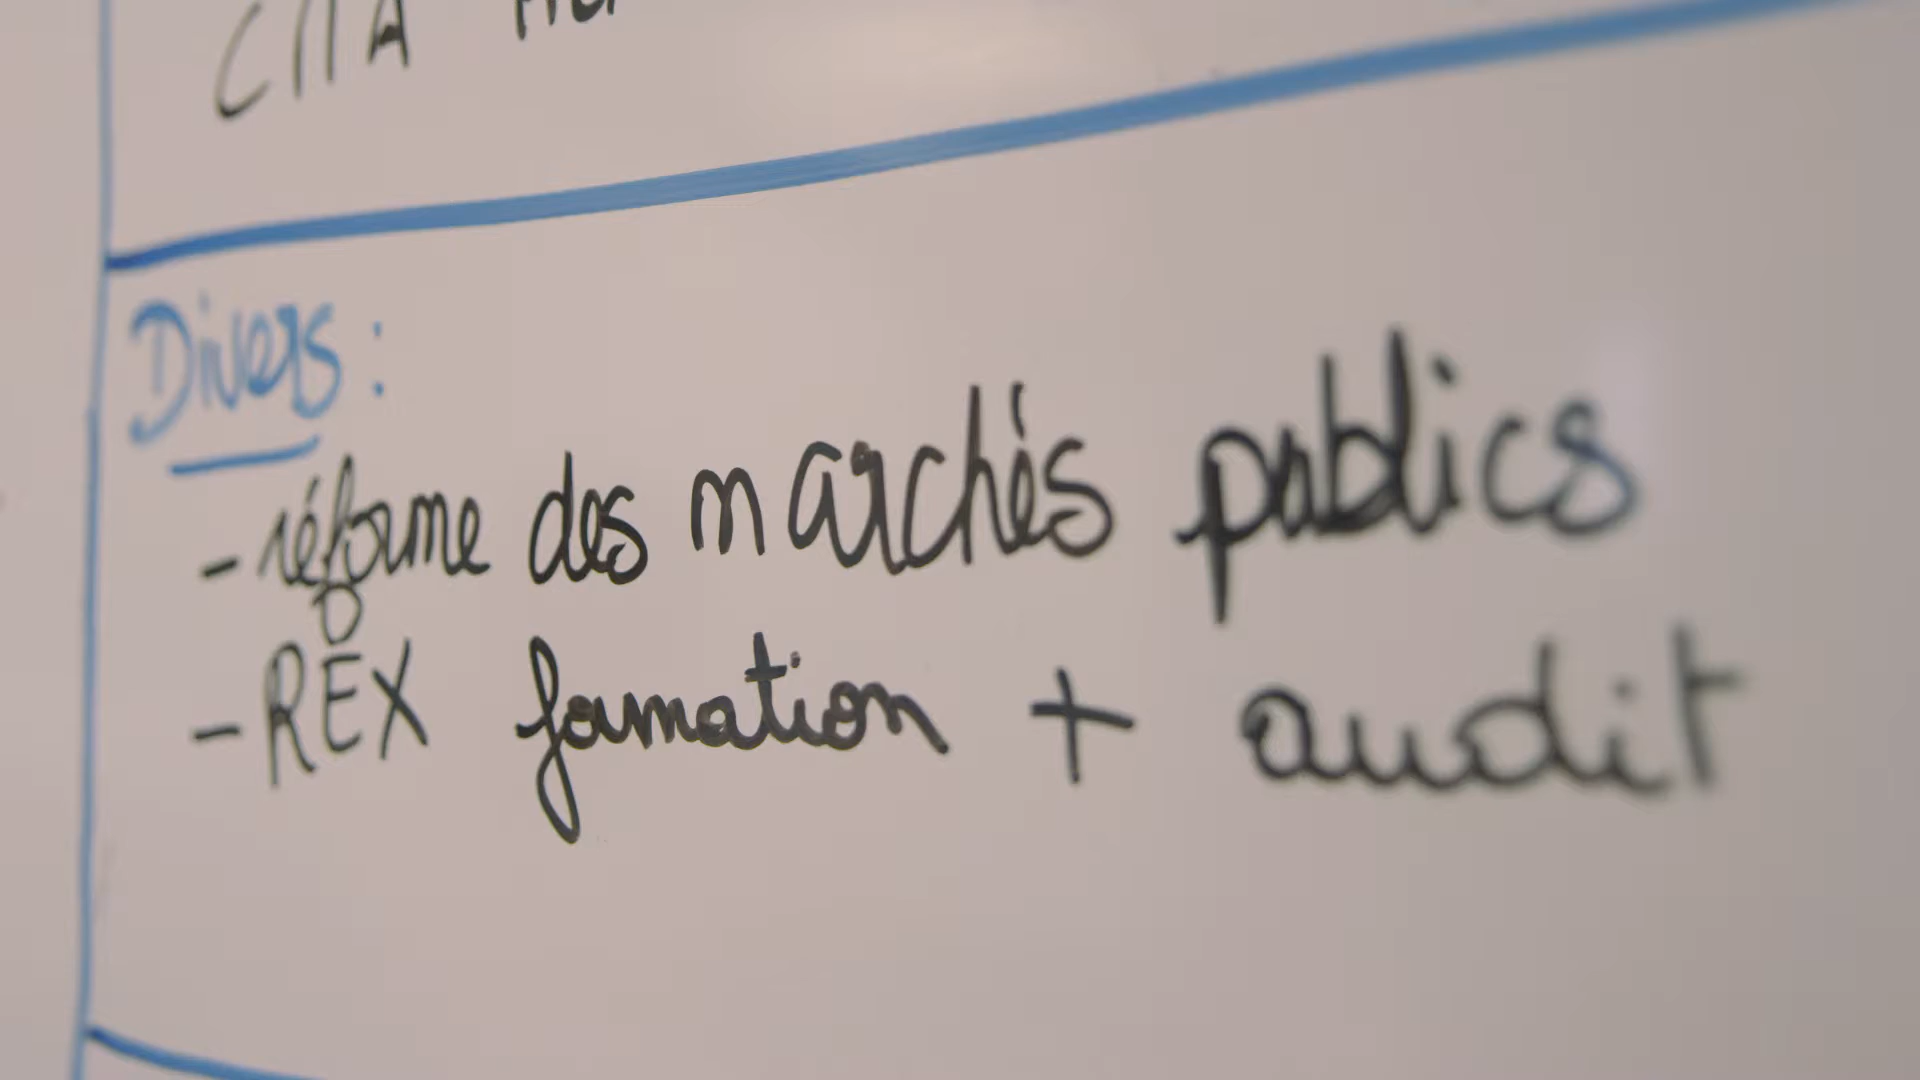 Divers :
- réforme des marchés publics
- REX formation + audit